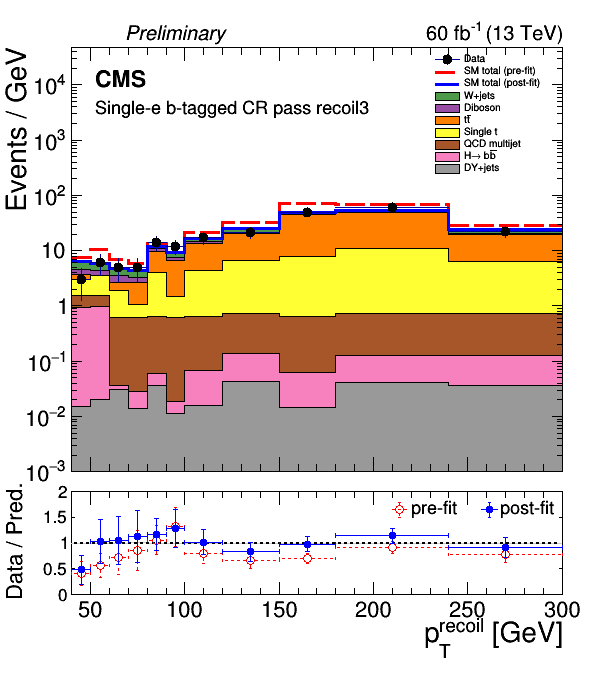 Preliminary 60 fb⁻¹ (13 TeV)
CMS
Single-e b-tagged CR pass recoil3
Data
SM total (pre-fit)
SM total (post-fit)
W+jets
Diboson
tt̅
Single t
QCD multijet
H→ bb̅
DY+jets
Events / GeV
10⁴
10³
10²
10
1
10⁻¹
10⁻²
10⁻³
pre-fit post-fit
Data / Pred.
2
1.5
1
0.5
0
50 100 150 200 250 300
p_T^recoil [GeV]